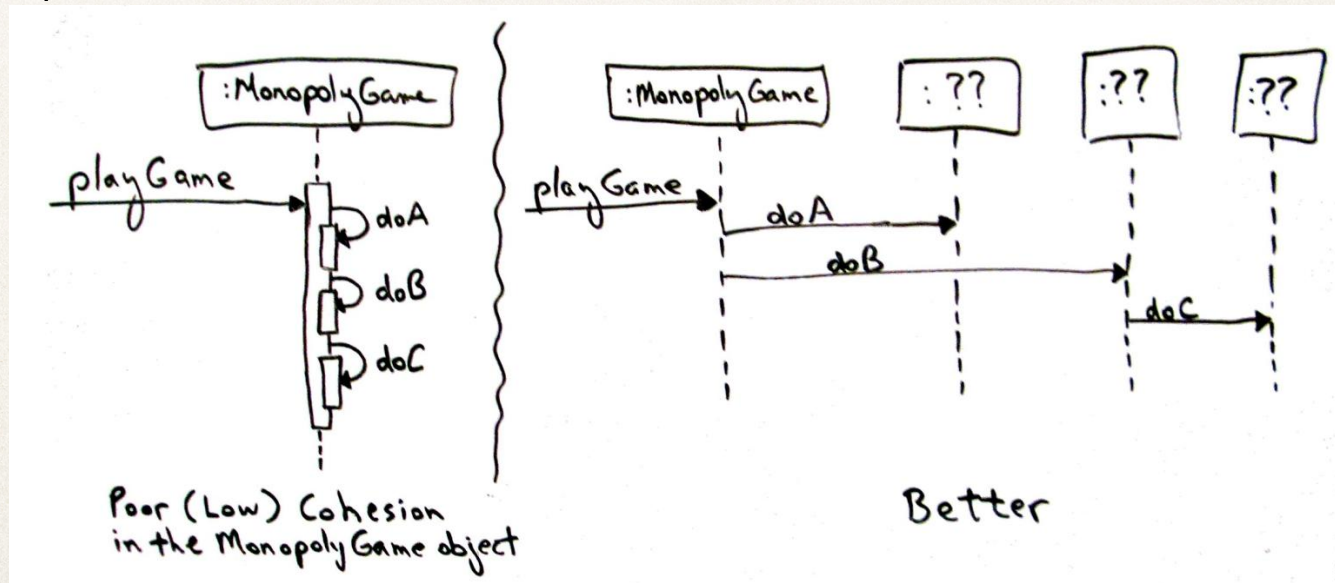 :MonopolyGame
playGame
doA
doB
doC
Poor (Low) Cohesion
in the MonopolyGame object
:MonopolyGame
: ??
:??
:??
playGame
doA
doB
doC
Better